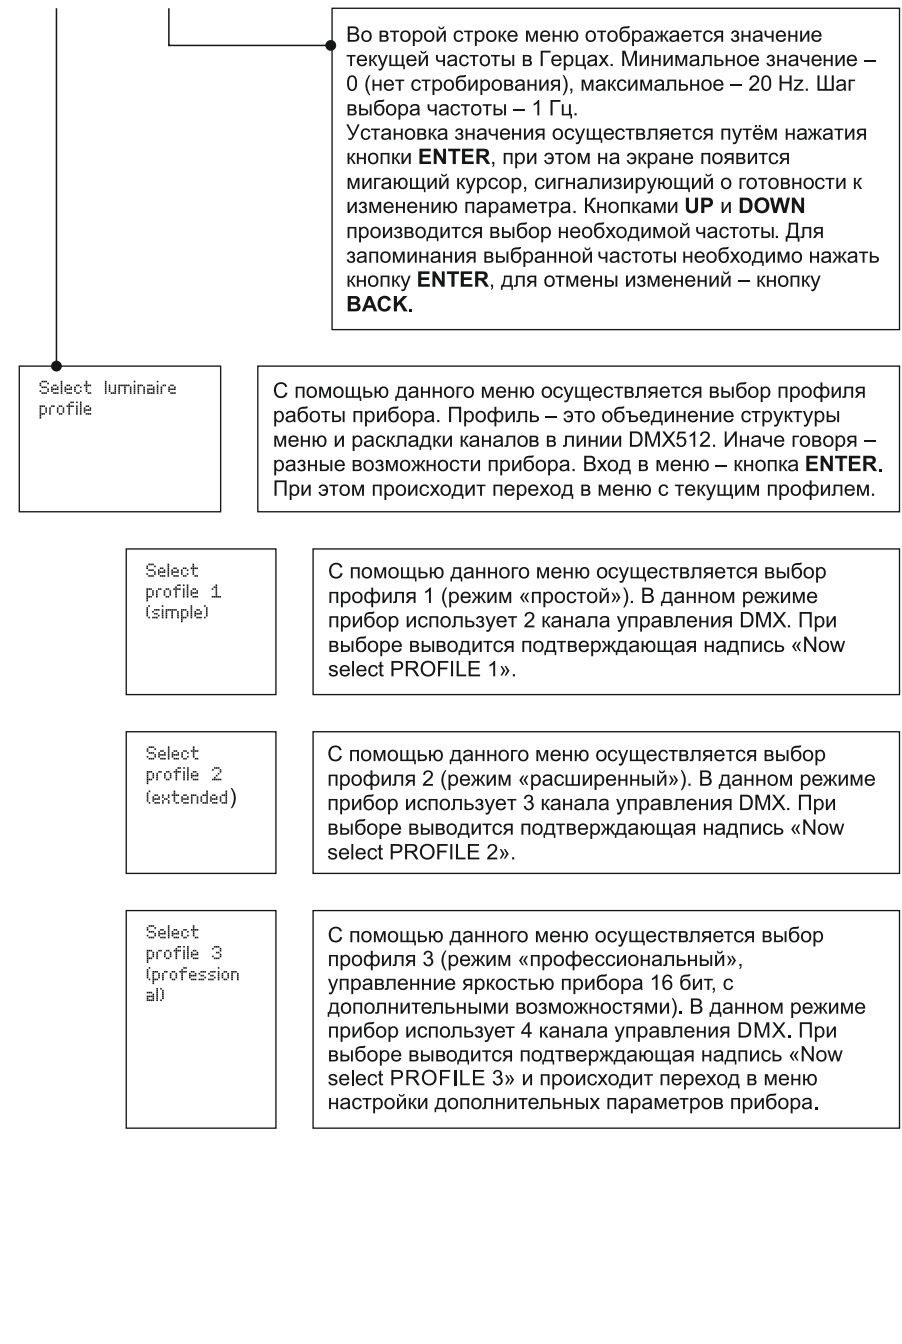 Во второй строке меню отображается значение
текущей частоты в Герцах. Минимальное значение –
0 (нет стробирования), максимальное – 20 Hz. Шаг
выбора частоты – 1 Гц.
Установка значения осуществляется путём нажатия
кнопки ENTER, при этом на экране появится
мигающий курсор, сигнализирующий о готовности к
изменению параметра. Кнопками UP и DOWN
производится выбор необходимой частоты. Для
запоминания выбранной частоты необходимо нажать
кнопку ENTER, для отмены изменений – кнопку
BACK.
Select luminaire
profile
С помощью данного меню осуществляется выбор профиля
работы прибора. Профиль – это объединение структуры
меню и раскладки каналов в линии DMX512. Иначе говоря –
разные возможности прибора. Вход в меню – кнопка ENTER.
При этом происходит переход в меню с текущим профилем.
Select
profile 1
(simple)
С помощью данного меню осуществляется выбор
профиля 1 (режим «простой»). В данном режиме
прибор использует 2 канала управления DMX. При
выборе выводится подтверждающая надпись «Now
select PROFILE 1».
Select
profile 2
(extended)
С помощью данного меню осуществляется выбор
профиля 2 (режим «расширенный»). В данном режиме
прибор использует 3 канала управления DMX. При
выборе выводится подтверждающая надпись «Now
select PROFILE 2».
Select
profile 3
(profession
al)
С помощью данного меню осуществляется выбор
профиля 3 (режим «профессиональный»,
управленние яркостью прибора 16 бит, с
дополнительными возможностями). В данном режиме
прибор использует 4 канала управления DMX. При
выборе выводится подтверждающая надпись «Now
select PROFILE 3» и происходит переход в меню
настройки дополнительных параметров прибора.